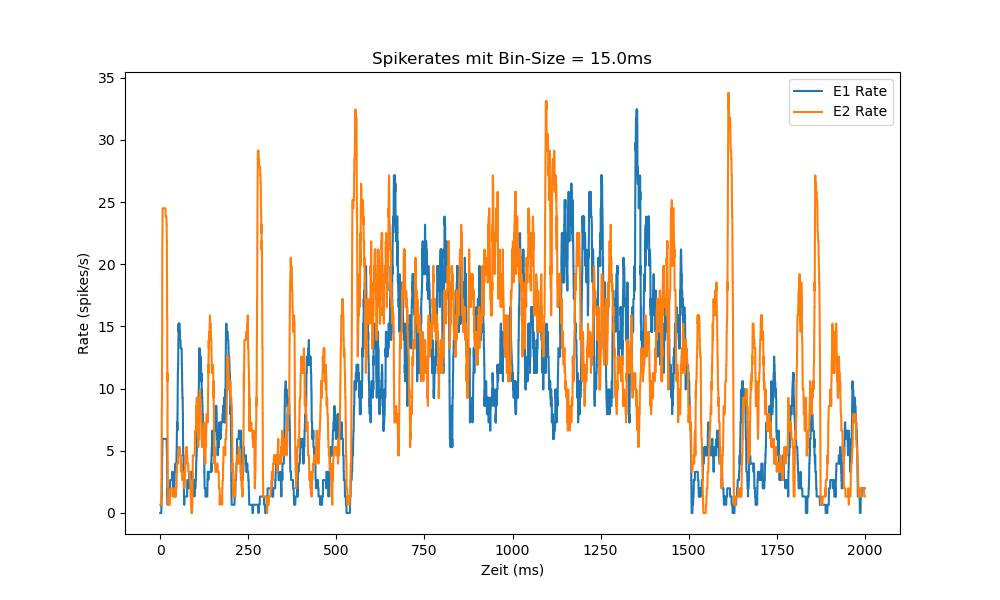 Spikerates mit Bin-Size = 15.0ms
35
30
25
20
15
10
5
0
Rate (spikes/s)
E1 Rate
E2 Rate
0 250 500 750 1000 1250 1500 1750 2000
Zeit (ms)